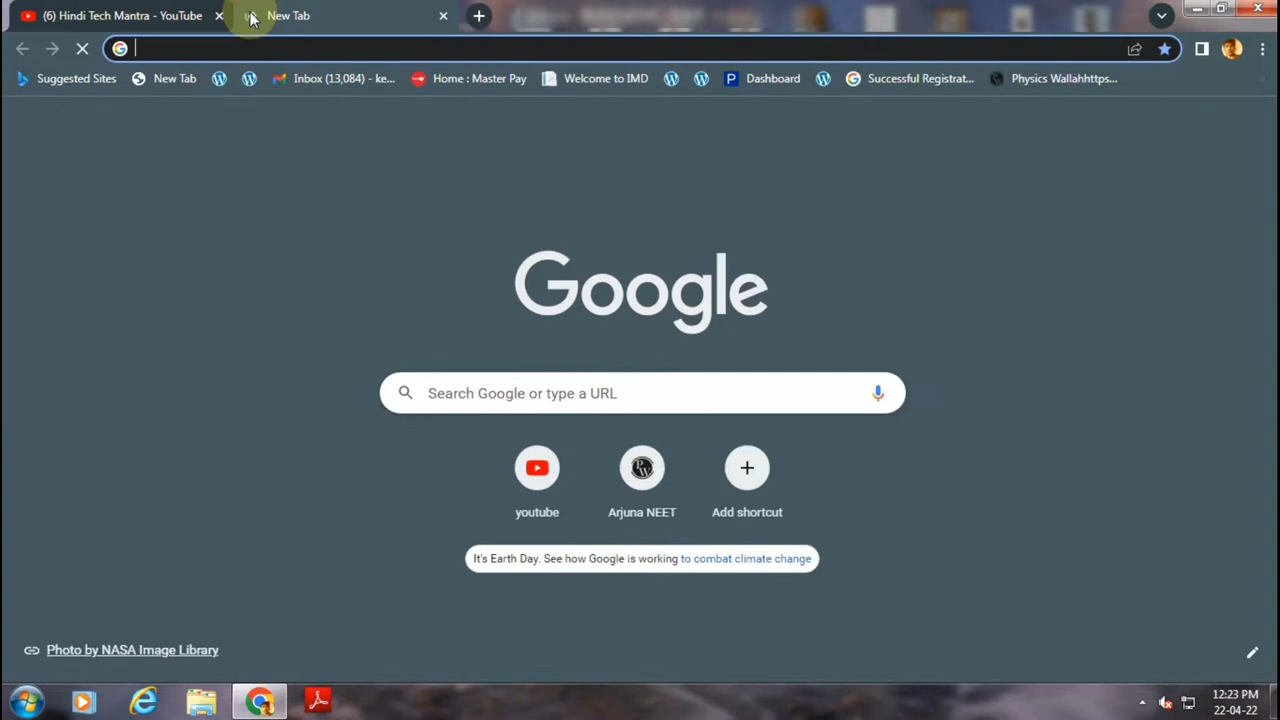 (6) Hindi Tech Mantra - YouTube New Tab
Suggested Sites New Tab Inbox (13,084) - ke... Home : Master Pay Welcome to IMD Dashboard Successful Registrat... Physics Wallahhttps...
Google
Search Google or type a URL
youtube Arjuna NEET Add shortcut
It's Earth Day. See how Google is working to combat climate change
Photo by NASA Image Library
12:23 PM
22-04-22